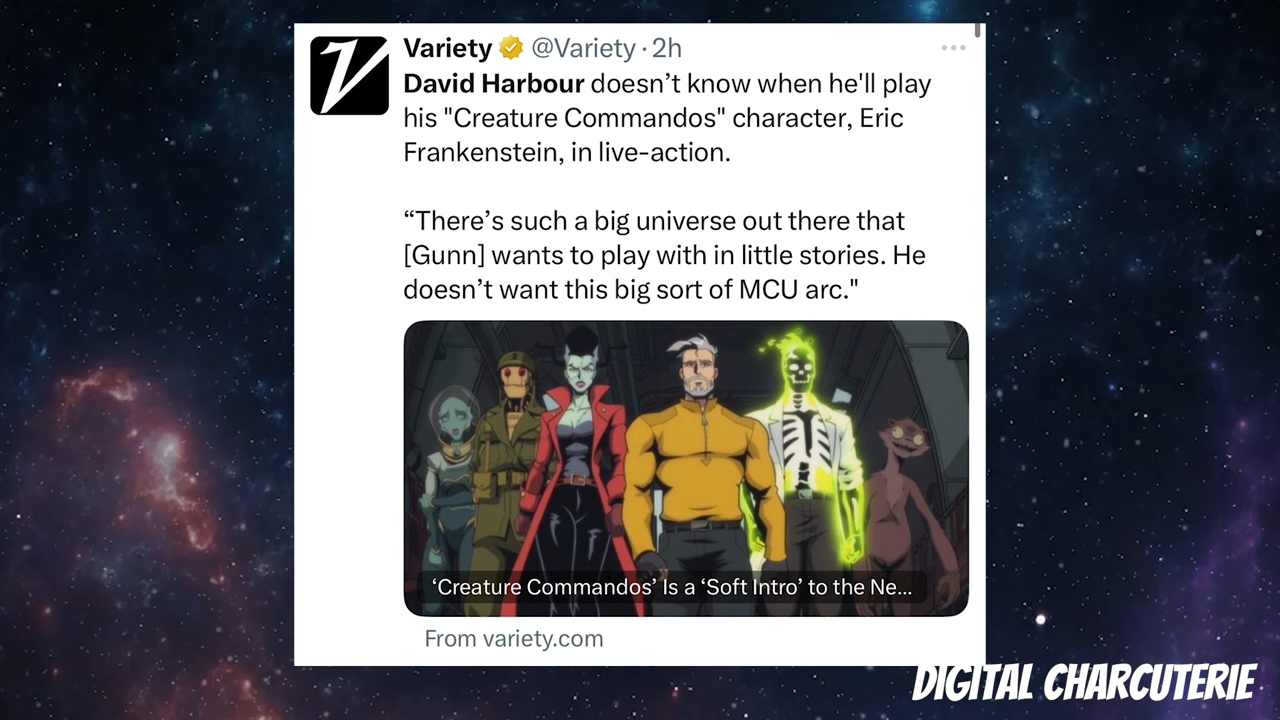 Variety @Variety · 2h
David Harbour doesn’t know when he'll play
his "Creature Commandos" character, Eric
Frankenstein, in live-action.
“There’s such a big universe out there that
[Gunn] wants to play with in little stories. He
doesn’t want this big sort of MCU arc."
‘Creature Commandos’ Is a ‘Soft Intro’ to the Ne...
From variety.com
DIGITAL CHARCUTERIE